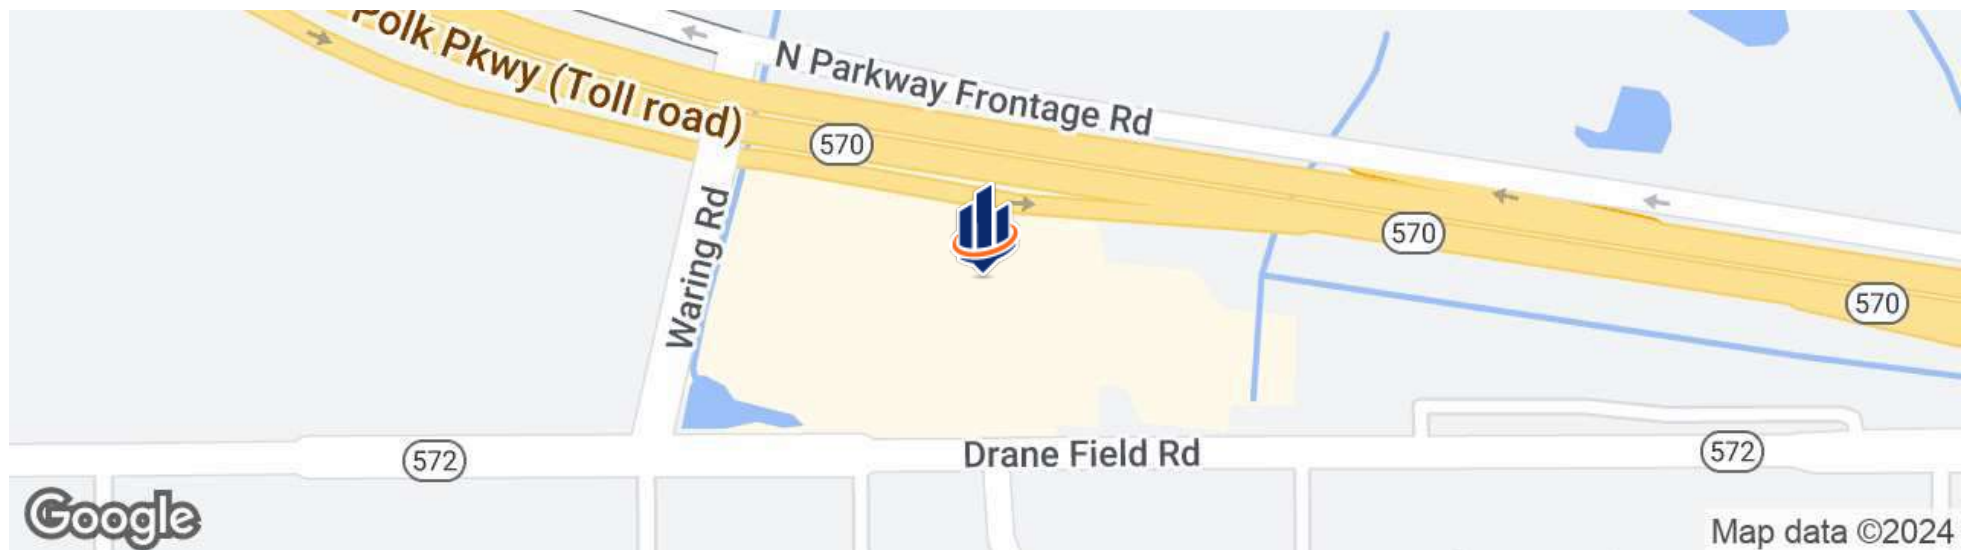 Polk Pkwy (Toll road)
N Parkway Frontage Rd
570
Waring Rd
570
570
Drane Field Rd
572
572
Google
Map data ©2024